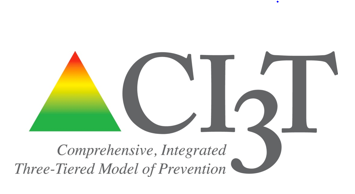 CI3T
Comprehensive, Integrated
Three-Tiered Model of Prevention